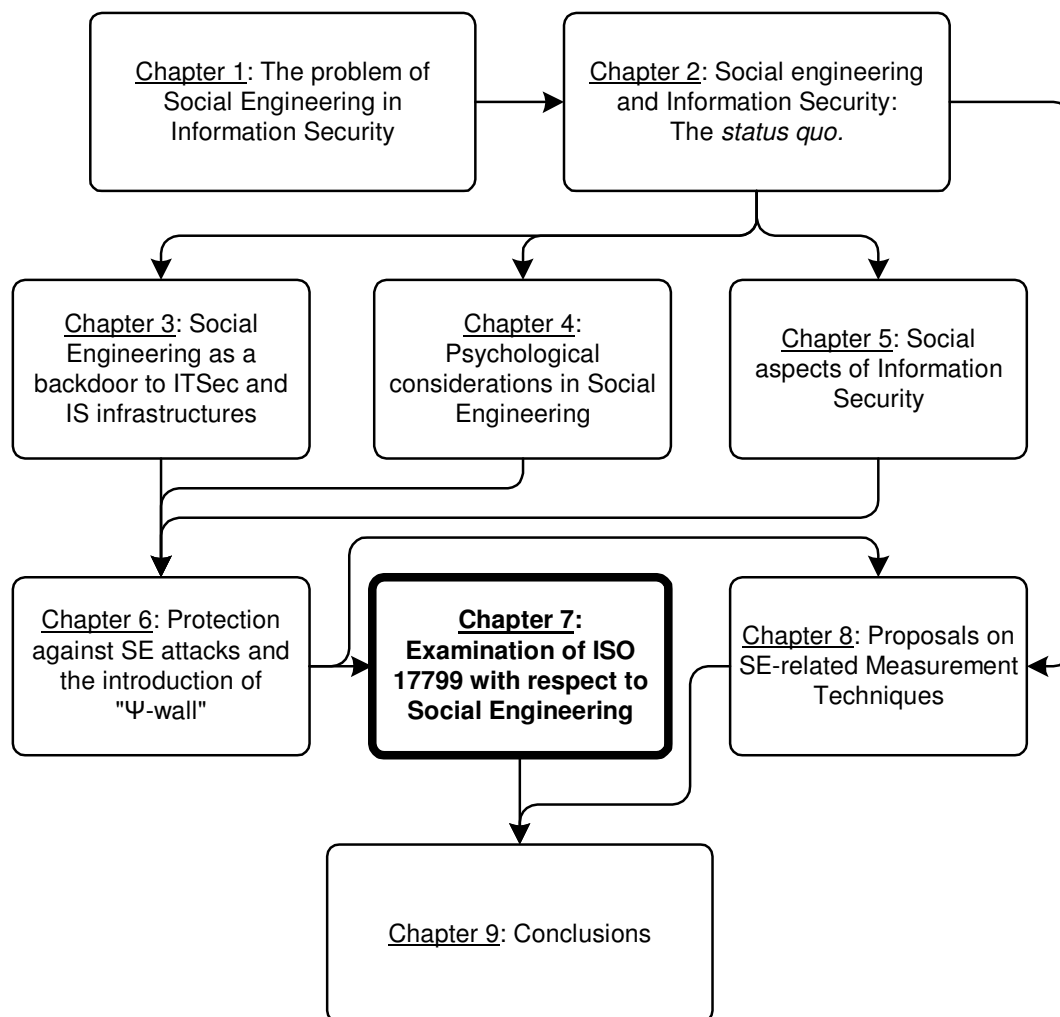 Chapter 1: The problem of
Social Engineering in
Information Security
Chapter 2: Social engineering
and Information Security:
The status quo.
Chapter 3: Social
Engineering as a
backdoor to ITSec and
IS infrastructures
Chapter 4:
Psychological
considerations in Social
Engineering
Chapter 5: Social
aspects of Information
Security
Chapter 6: Protection
against SE attacks and
the introduction of
"Ψ-wall"
Chapter 7:
Examination of ISO
17799 with respect to
Social Engineering
Chapter 8: Proposals on
SE-related Measurement
Techniques
Chapter 9: Conclusions